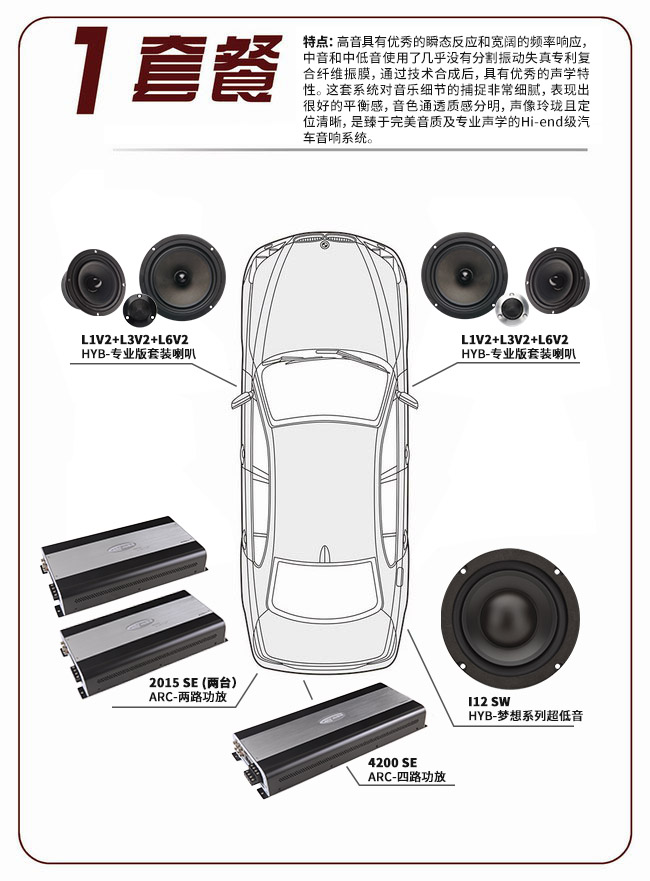 1 套餐
特点：高音具有优秀的瞬态反应和宽阔的频率响应，
中音和中低音使用了几乎没有分割振动失真专利复
合纤维振膜，通过技术合成后，具有优秀的声学特
性。这套系统对音乐细节的捕捉非常细腻，表现出
很好的平衡感，音色通透质感分明，声像玲珑且定
位清晰，是臻于完美音质及专业声学的Hi-end级汽
车音响系统。
L1V2+L3V2+L6V2
HYB-专业版套装喇叭
L1V2+L3V2+L6V2
HYB-专业版套装喇叭
2015 SE (两台)
ARC-两路功放
I12 SW
HYB-梦想系列超低音
4200 SE
ARC-四路功放